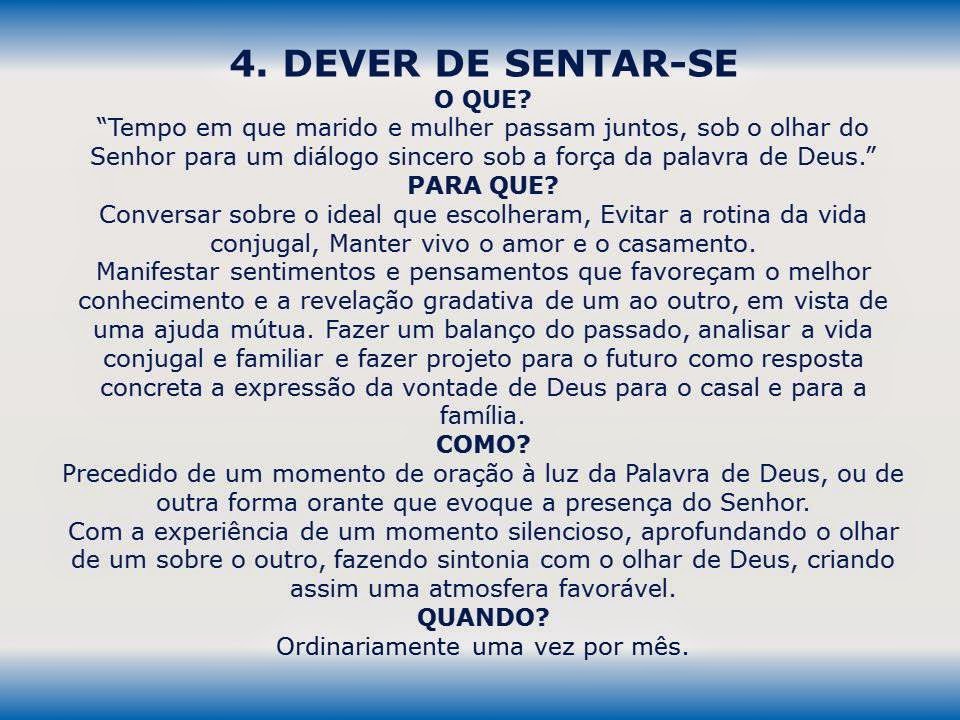 4. DEVER DE SENTAR-SE
O QUE?
“Tempo em que marido e mulher passam juntos, sob o olhar do
Senhor para um diálogo sincero sob a força da palavra de Deus.”
PARA QUE?
Conversar sobre o ideal que escolheram, Evitar a rotina da vida
conjugal, Manter vivo o amor e o casamento.
Manifestar sentimentos e pensamentos que favoreçam o melhor
conhecimento e a revelação gradativa de um ao outro, em vista de
uma ajuda mútua. Fazer um balanço do passado, analisar a vida
conjugal e familiar e fazer projeto para o futuro como resposta
concreta a expressão da vontade de Deus para o casal e para a
família.
COMO?
Precedido de um momento de oração à luz da Palavra de Deus, ou de
outra forma orante que evoque a presença do Senhor.
Com a experiência de um momento silencioso, aprofundando o olhar
de um sobre o outro, fazendo sintonia com o olhar de Deus, criando
assim uma atmosfera favorável.
QUANDO?
Ordinariamente uma vez por mês.